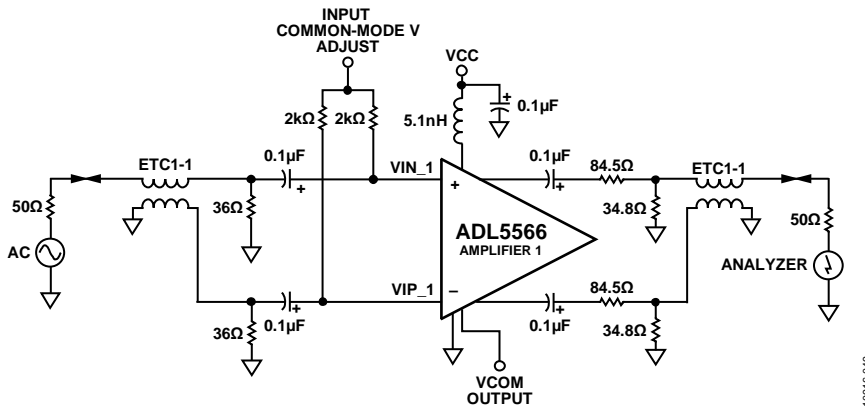 INPUT
COMMON-MODE V
ADJUST
VCC
2kΩ
2kΩ
5.1nH
0.1µF
ETC1-1
0.1µF
VIN_1
0.1µF
84.5Ω
ETC1-1
50Ω
36Ω
+
34.8Ω
50Ω
AC
ADL5566
AMPLIFIER 1
ANALYZER
VIP_1
–
84.5Ω
36Ω
0.1µF
0.1µF
34.8Ω
VCOM
OUTPUT